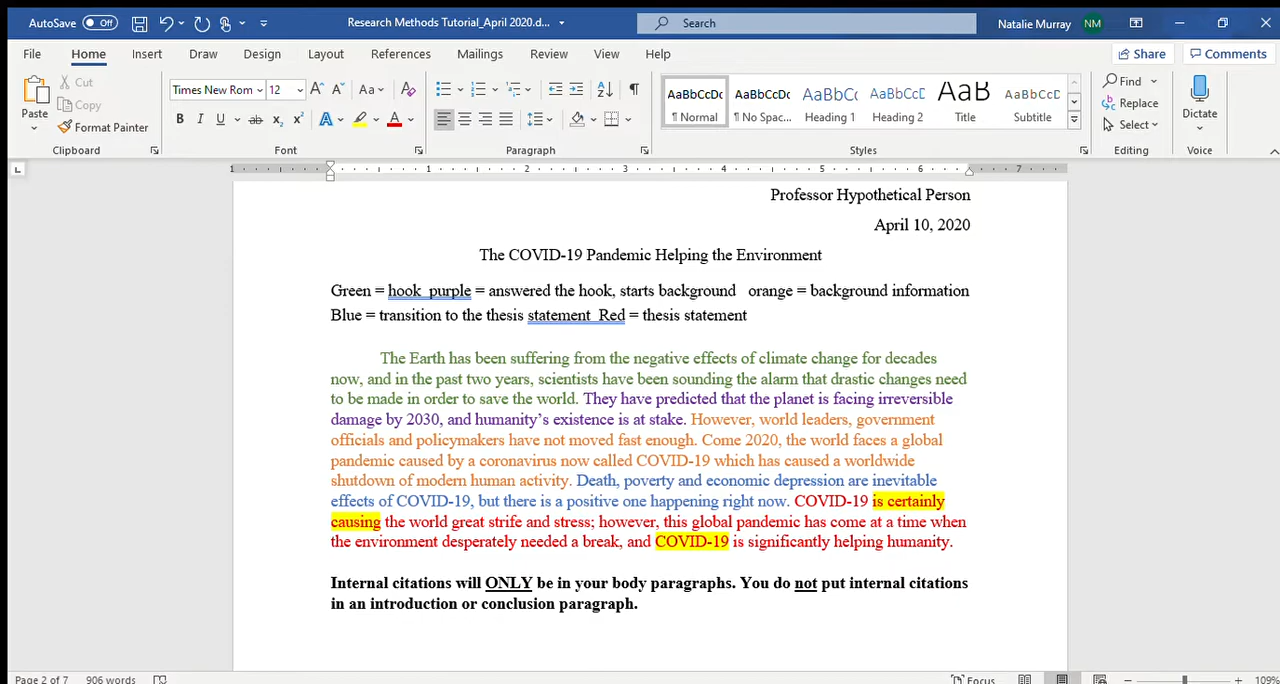 AutoSave Off Research Methods Tutorial_April 2020.d... Search Natalie Murray NM
File Home Insert Draw Design Layout References Mailings Review View Help Share Comments
Paste Cut Copy Format Painter Clipboard
Times New Rom 12 Aa Font
Paragraph
AaBbCcDc AaBbCcDc AaBbCc AaBbCcD AaB AaBbCcD
¶ Normal ¶ No Spac... Heading 1 Heading 2 Title Subtitle
Styles
Find Replace Select Editing
Dictate Voice
1 1 2 3 4 5 6 7
Professor Hypothetical Person
April 10, 2020
The COVID-19 Pandemic Helping the Environment
Green = hook purple = answered the hook, starts background orange = background information
Blue = transition to the thesis statement Red = thesis statement
The Earth has been suffering from the negative effects of climate change for decades
now, and in the past two years, scientists have been sounding the alarm that drastic changes need
to be made in order to save the world. They have predicted that the planet is facing irreversible
damage by 2030, and humanity’s existence is at stake. However, world leaders, government
officials and policymakers have not moved fast enough. Come 2020, the world faces a global
pandemic caused by a coronavirus now called COVID-19 which has caused a worldwide
shutdown of modern human activity. Death, poverty and economic depression are inevitable
effects of COVID-19, but there is a positive one happening right now. COVID-19 is certainly
causing the world great strife and stress; however, this global pandemic has come at a time when
the environment desperately needed a break, and COVID-19 is significantly helping humanity.
Internal citations will ONLY be in your body paragraphs. You do not put internal citations
in an introduction or conclusion paragraph.
Page 2 of 7 906 words Focus 109%